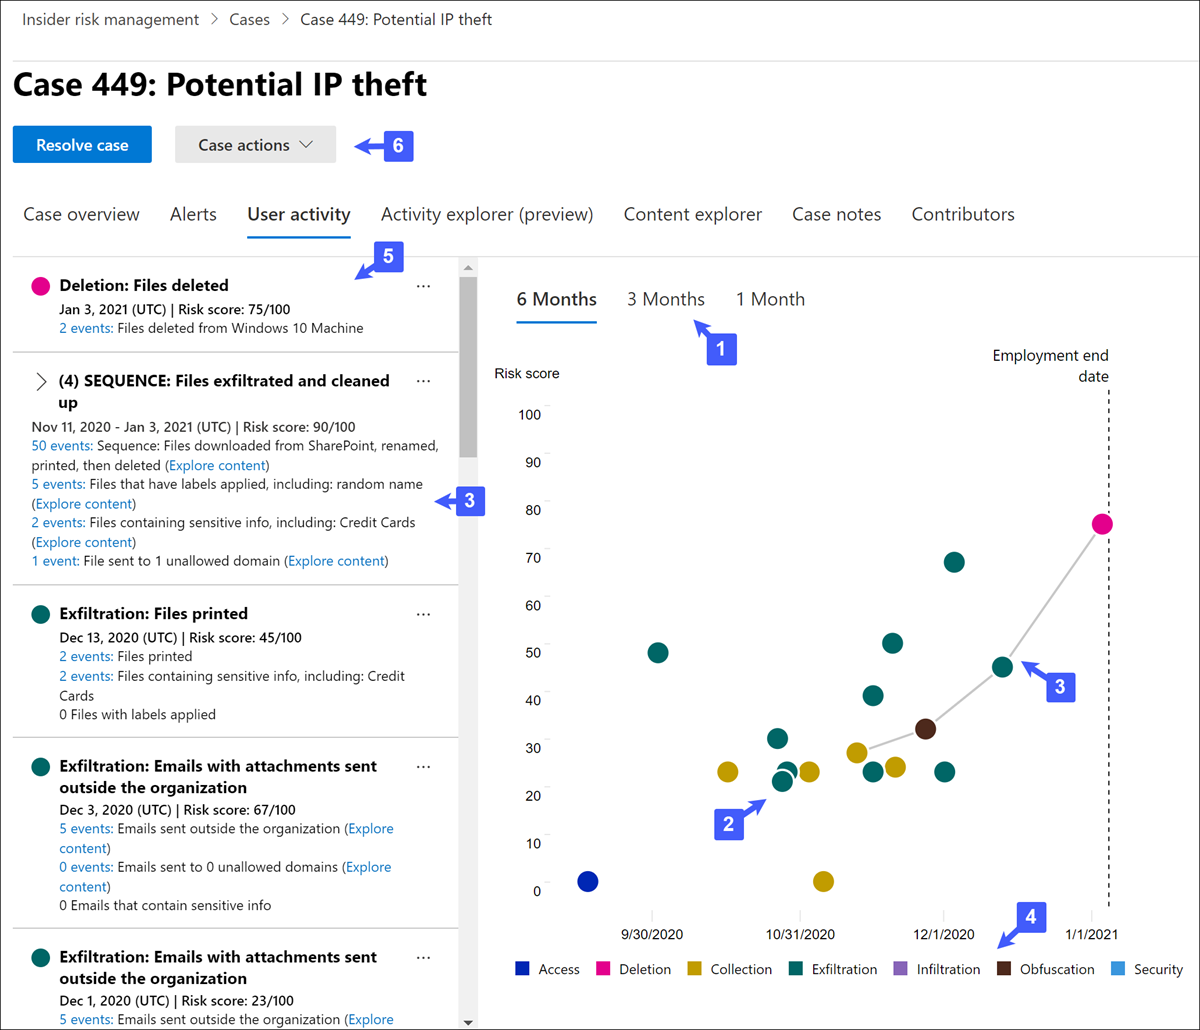 Insider risk management > Cases > Case 449: Potential IP theft
Case 449: Potential IP theft
Resolve case
Case actions
6
Case overview
Alerts
User activity
Activity explorer (preview)
Content explorer
Case notes
Contributors
5
Deletion: Files deleted
...
Jan 3, 2021 (UTC) | Risk score: 75/100
2 events: Files deleted from Windows 10 Machine
(4) SEQUENCE: Files exfiltrated and cleaned
...
up
Nov 11, 2020 - Jan 3, 2021 (UTC) | Risk score: 90/100
50 events: Sequence: Files downloaded from SharePoint, renamed,
printed, then deleted (Explore content)
5 events: Files that have labels applied, including: random name
(Explore content)
3
2 events: Files containing sensitive info, including: Credit Cards
(Explore content)
1 event: File sent to 1 unallowed domain (Explore content)
Exfiltration: Files printed
...
Dec 13, 2020 (UTC) | Risk score: 45/100
2 events: Files printed
2 events: Files containing sensitive info, including: Credit
Cards
0 Files with labels applied
Exfiltration: Emails with attachments sent
...
outside the organization
Dec 3, 2020 (UTC) | Risk score: 67/100
5 events: Emails sent outside the organization (Explore
content)
0 events: Emails sent to 0 unallowed domains (Explore
content)
0 Emails that contain sensitive info
Exfiltration: Emails with attachments sent
...
outside the organization
Dec 1, 2020 (UTC) | Risk score: 23/100
5 events: Emails sent outside the organization (Explore
6 Months
3 Months
1 Month
1
Employment end
date
Risk score
100
90
80
70
60
50
40
30
20
10
0
3
2
4
9/30/2020
10/31/2020
12/1/2020
1/1/2021
Access
Deletion
Collection
Exfiltration
Infiltration
Obfuscation
Security